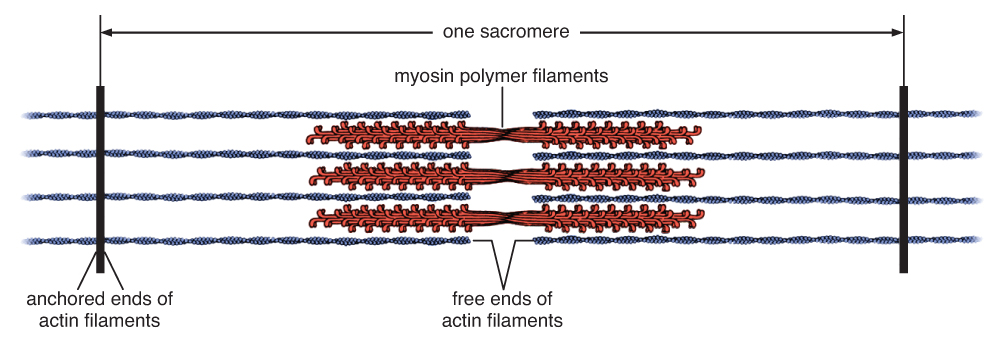 one sacromere
myosin polymer filaments
anchored ends of
actin filaments
free ends of
actin filaments